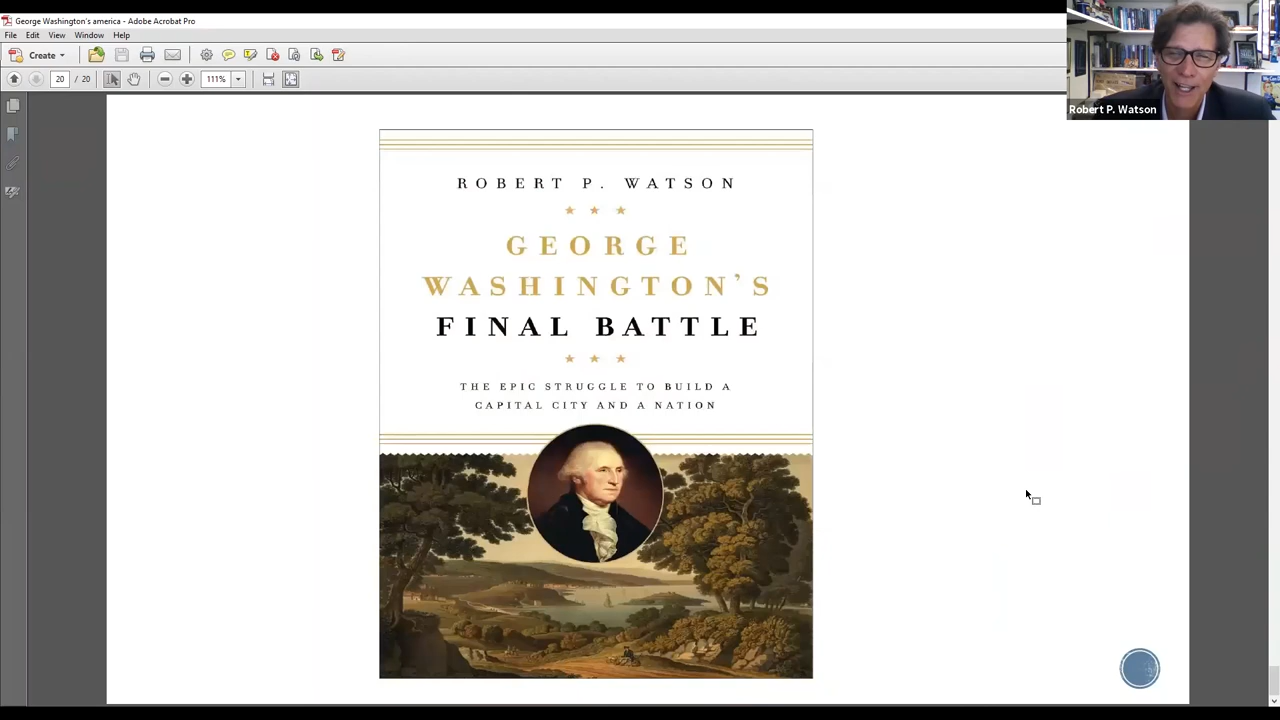 George Washington's america - Adobe Acrobat Pro
File Edit View Window Help
Create
20 / 20
111%
Robert P. Watson
ROBERT P. WATSON
GEORGE
WASHINGTON'S
FINAL BATTLE
THE EPIC STRUGGLE TO BUILD A
CAPITAL CITY AND A NATION